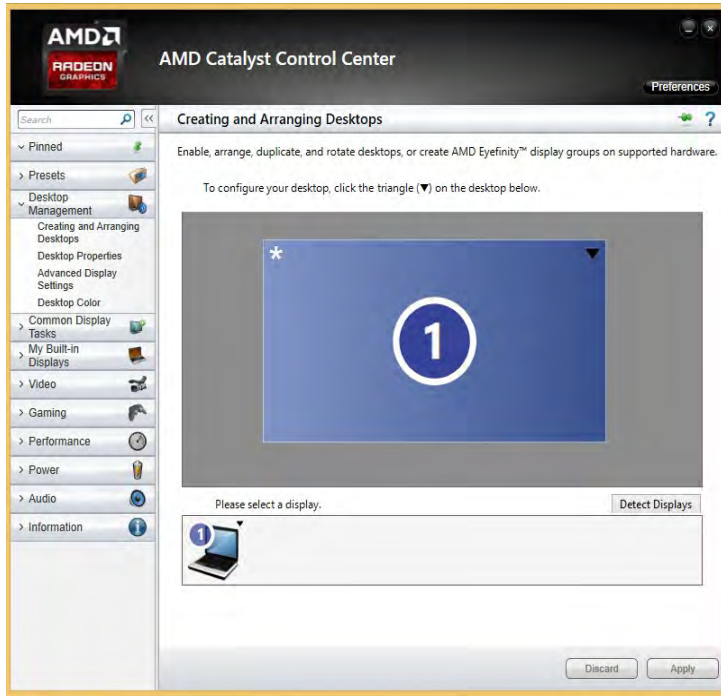 AMD
RADEON
GRAPHICS
AMD Catalyst Control Center
Preferences
Search
Creating and Arranging Desktops
Pinned
Enable, arrange, duplicate, and rotate desktops, or create AMD Eyefinity™ display groups on supported hardware.
Presets
To configure your desktop, click the triangle (▼) on the desktop below.
Desktop
Management
Creating and Arranging
Desktops
Desktop Properties
Advanced Display
Settings
Desktop Color
Common Display
Tasks
My Built-in
Displays
Video
Gaming
Performance
Power
Audio
Information
*
1
Please select a display.
Detect Displays
1
Discard
Apply